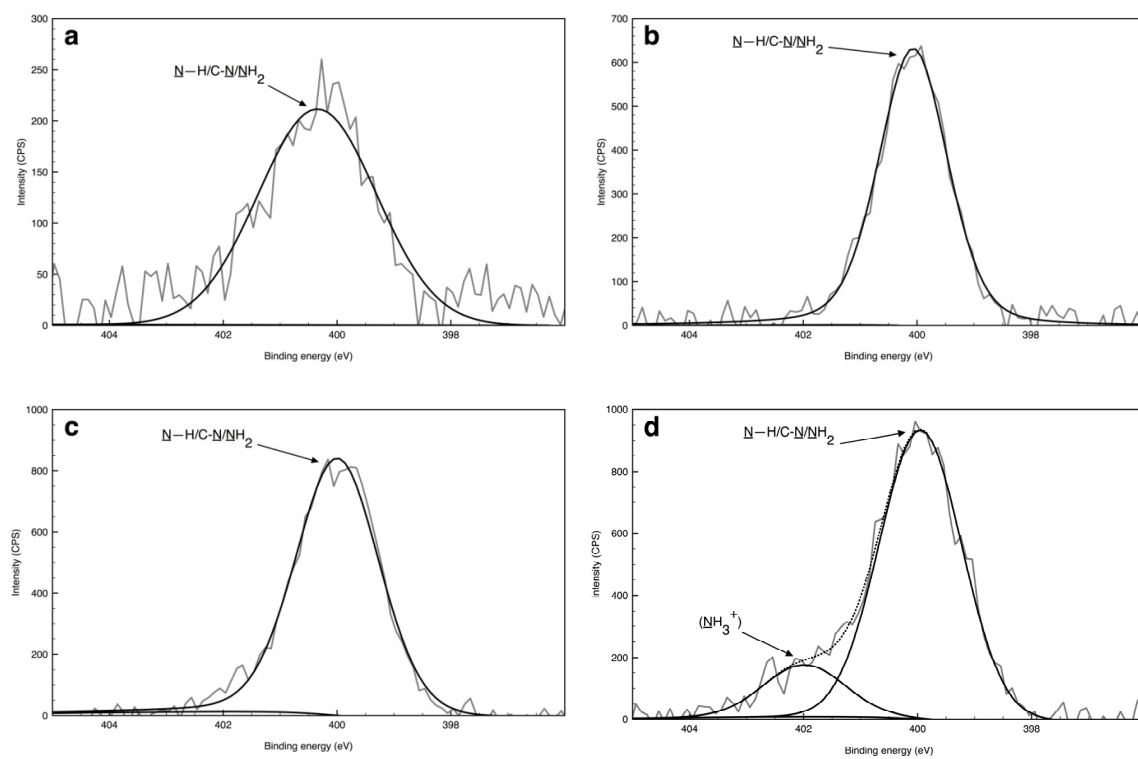 a
N—H/C-N/NH2
300
250
200
150
100
50
0
Intensity (CPS)
404
402
400
398
Binding energy (eV)
b
N—H/C-N/NH2
700
600
500
400
300
200
100
0
Intensity (CPS)
404
402
400
398
Binding energy (eV)
c
N—H/C-N/NH2
1000
800
600
400
200
0
Intensity (CPS)
404
402
400
398
Binding energy (eV)
d
N—H/C-N/NH2
(NH3+)
1000
800
600
400
200
0
Intensity (CPS)
404
402
400
398
Binding energy (eV)